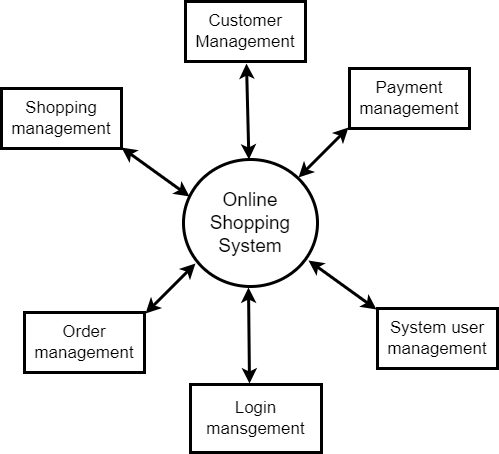 Customer
Management
Payment
management
Shopping
management
Online
Shopping
System
Order
management
System user
management
Login
mansgement